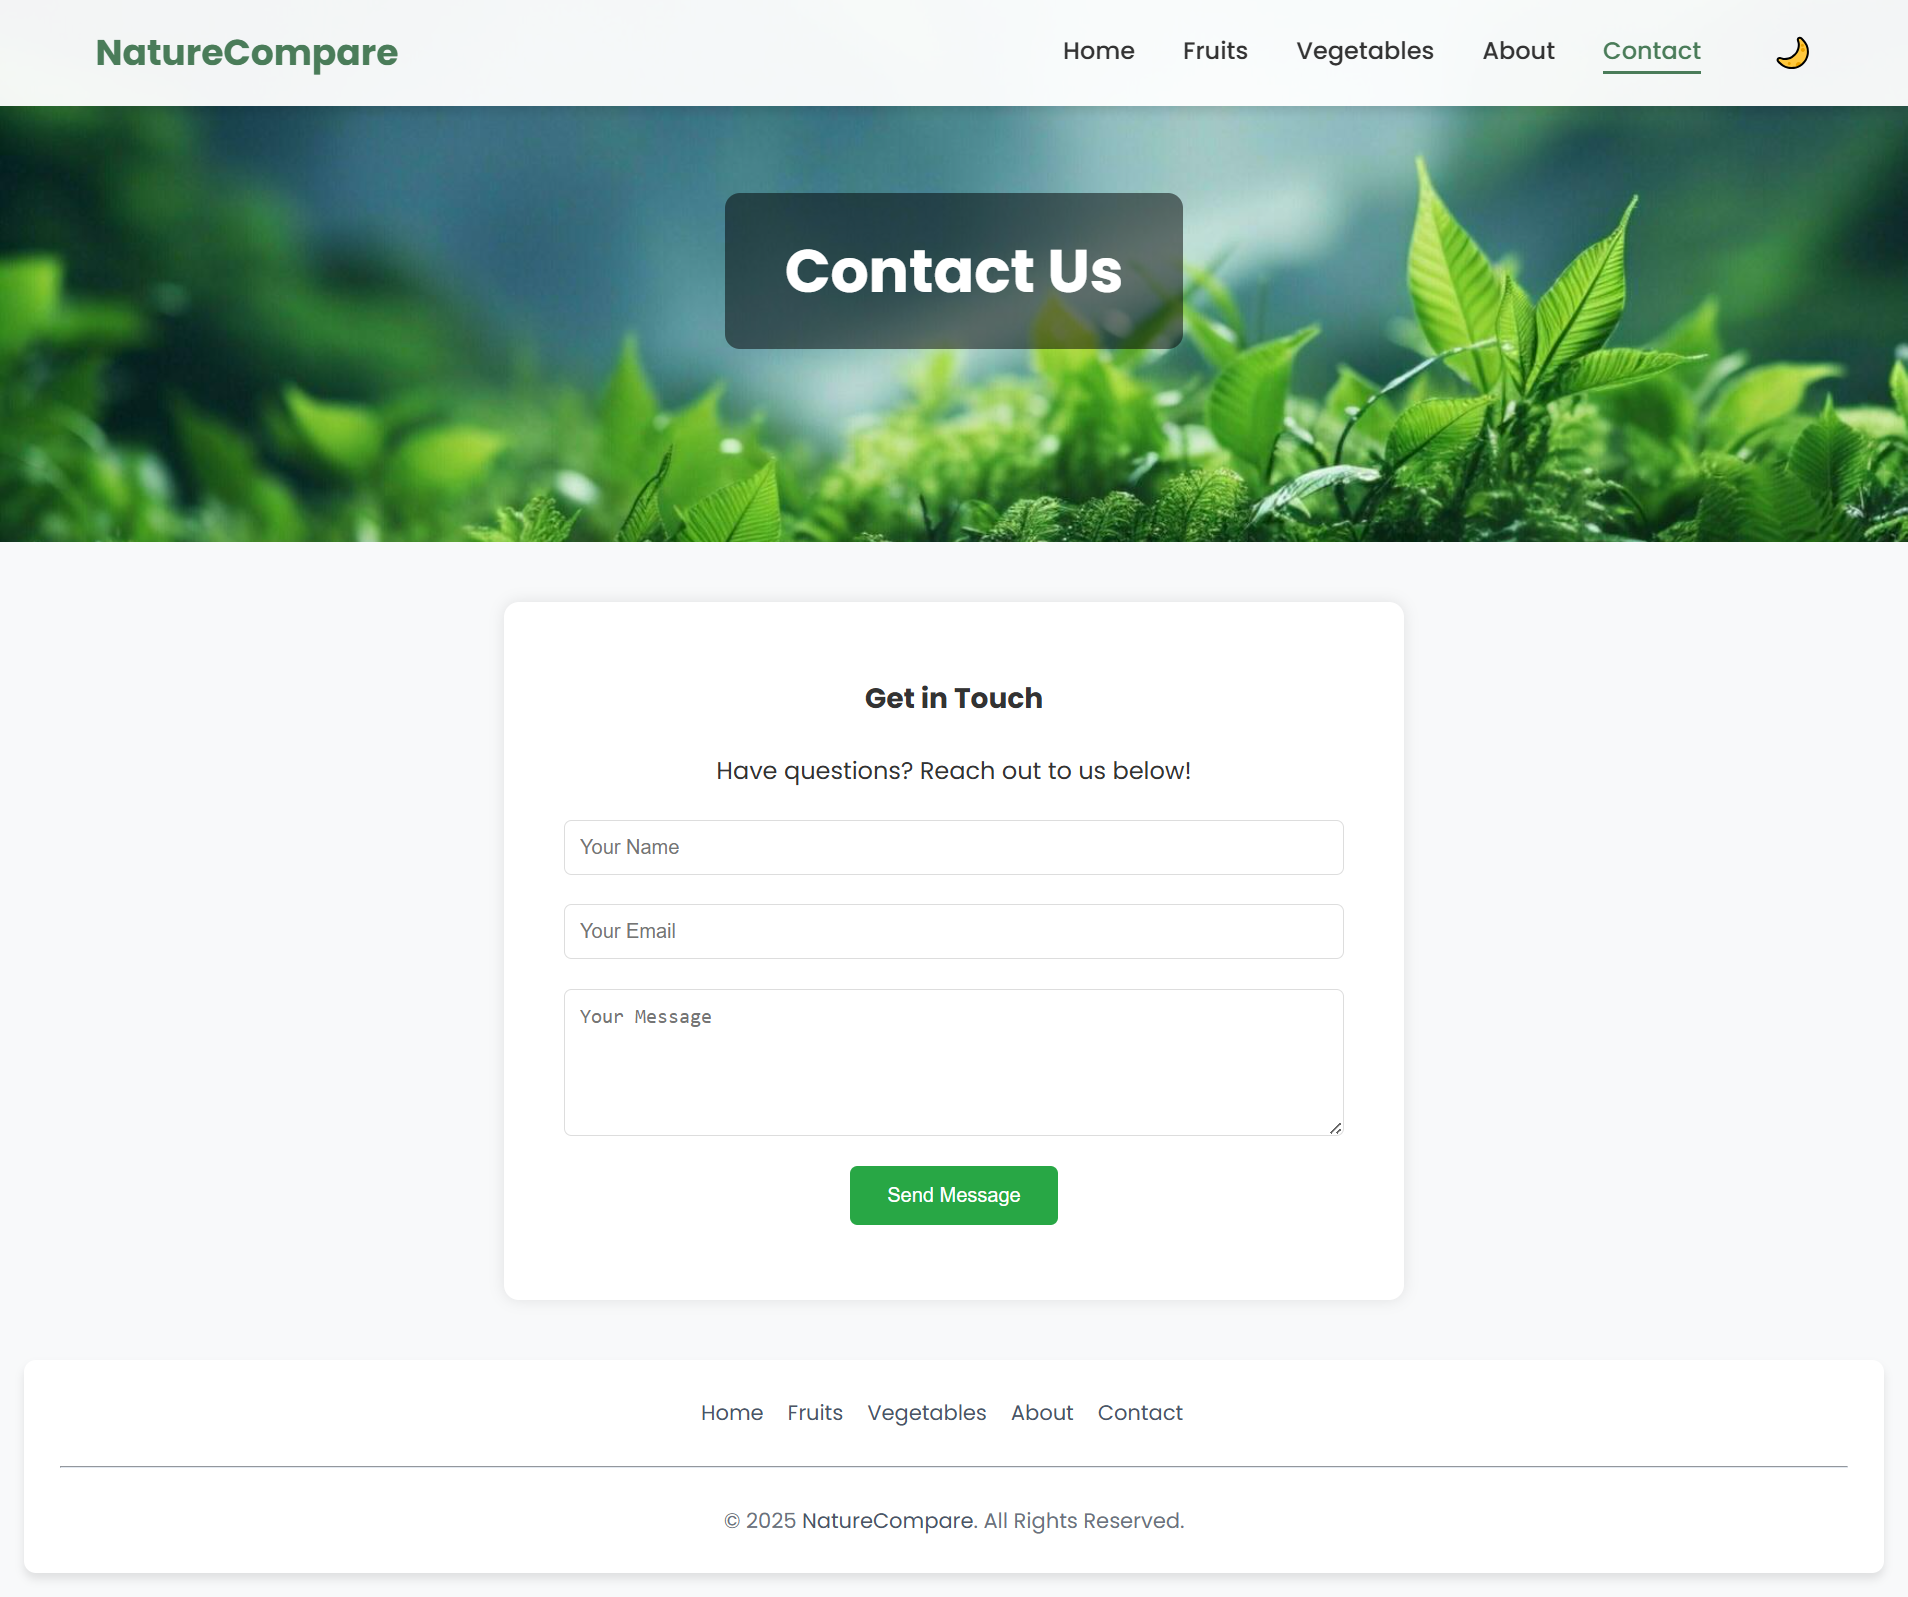 NatureCompare
Home Fruits Vegetables About Contact
Contact Us
Get in Touch
Have questions? Reach out to us below!
Your Name
Your Email
Your Message
Send Message
Home Fruits Vegetables About Contact
© 2025 NatureCompare. All Rights Reserved.